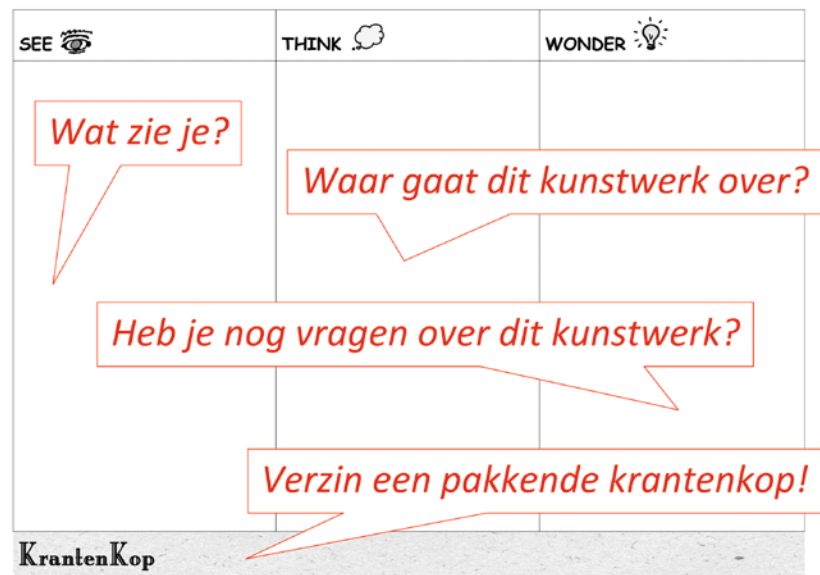 SEE
THINK
WONDER
Wat zie je?
Waar gaat dit kunstwerk over?
Heb je nog vragen over dit kunstwerk?
Verzin een pakkende krantenkop!
KrantenKop